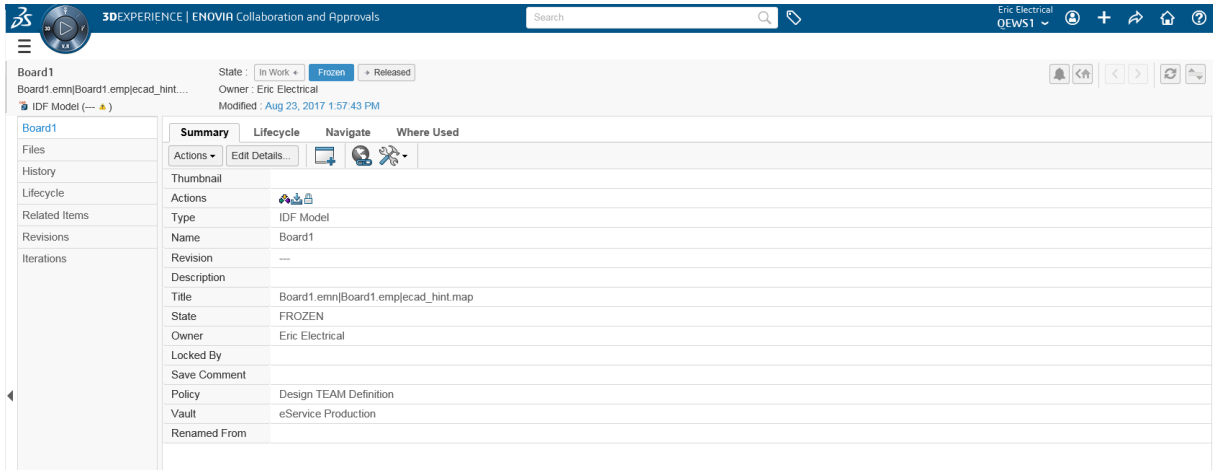 3DEXPERIENCE | ENOVIA Collaboration and Approvals
Search
Eric Electrical
QEWS1
3D
V.R
Board1
Board1.emn|Board1.emp|ecad_hint....
IDF Model (--- )
State : In Work Frozen Released
Owner : Eric Electrical
Modified : Aug 23, 2017 1:57:43 PM
Board1
Files
History
Lifecycle
Related Items
Revisions
Iterations
Summary Lifecycle Navigate Where Used
Actions Edit Details...
Thumbnail
Actions
Type IDF Model
Name Board1
Revision ---
Description
Title Board1.emn|Board1.emp|ecad_hint.map
State FROZEN
Owner Eric Electrical
Locked By
Save Comment
Policy Design TEAM Definition
Vault eService Production
Renamed From